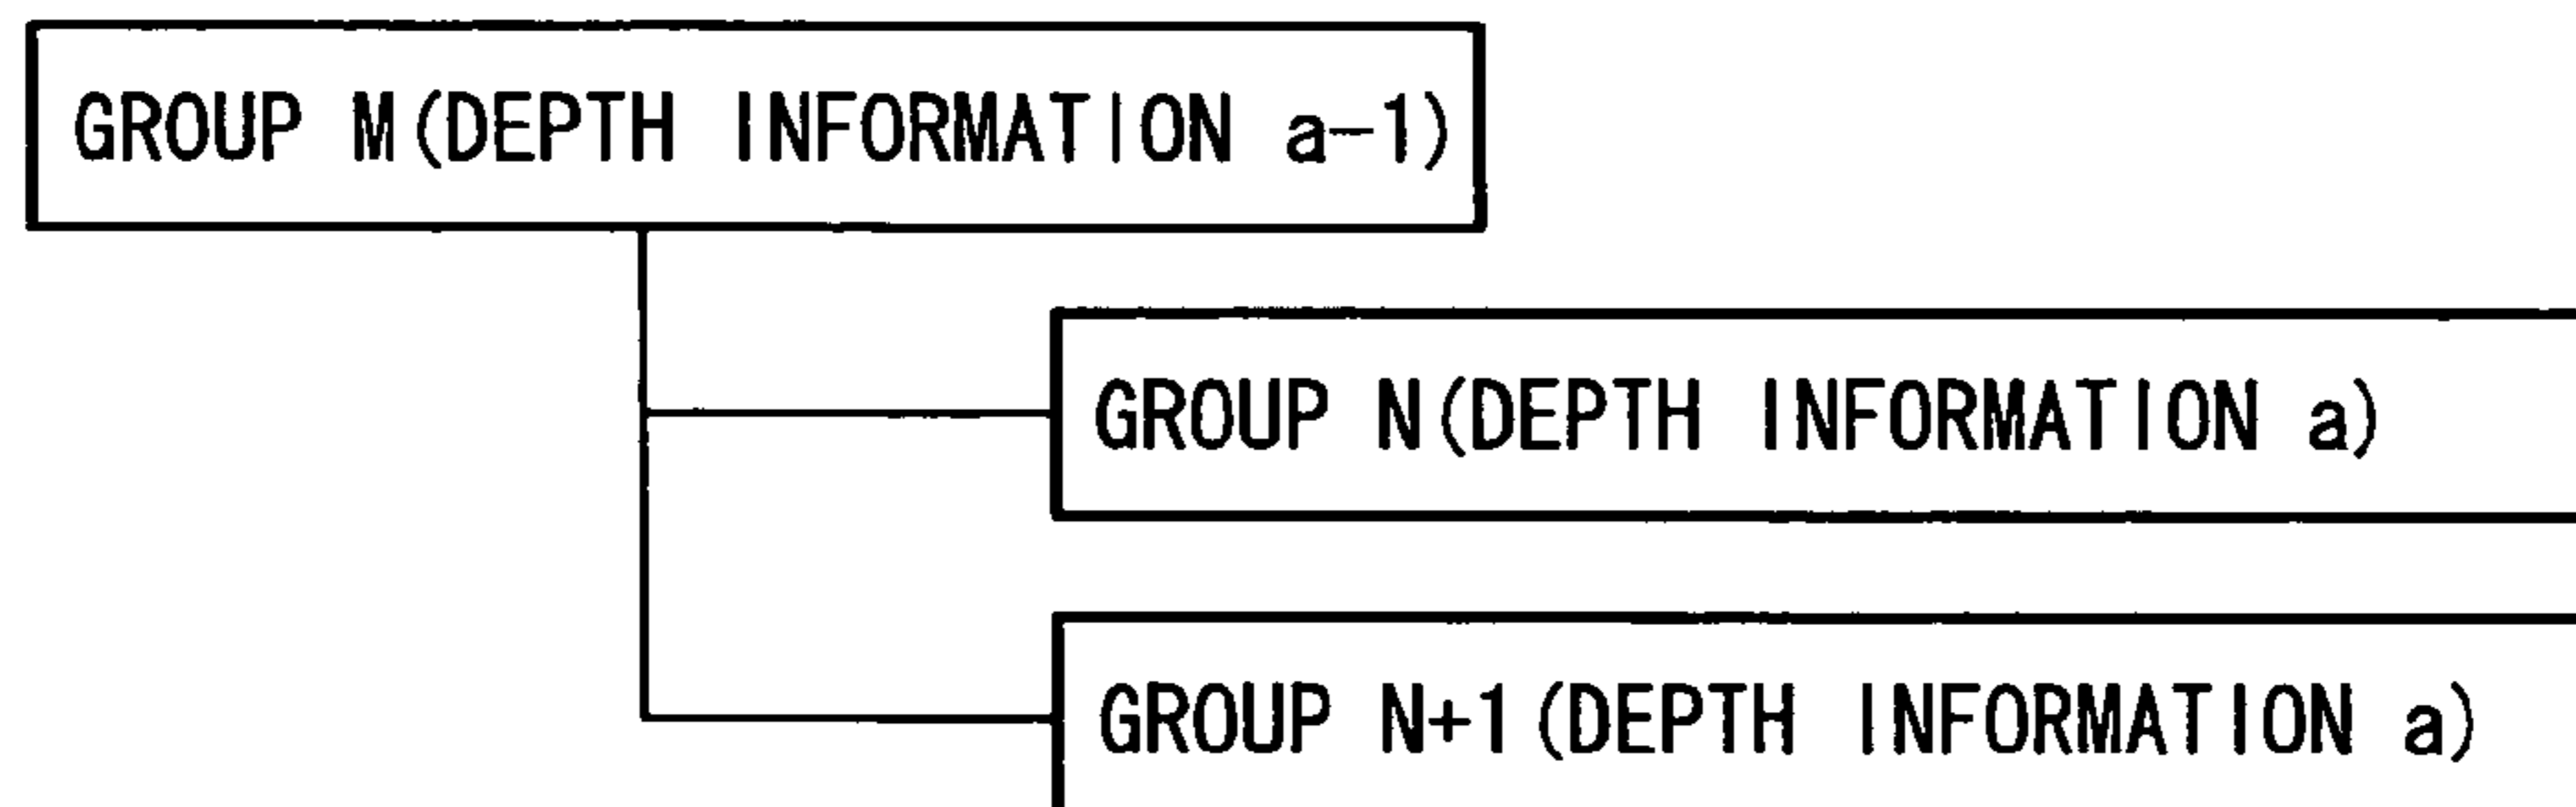 GROUP M(DEPTH INFORMATION a-1)
GROUP N(DEPTH INFORMATION a)
GROUP N+1(DEPTH INFORMATION a)